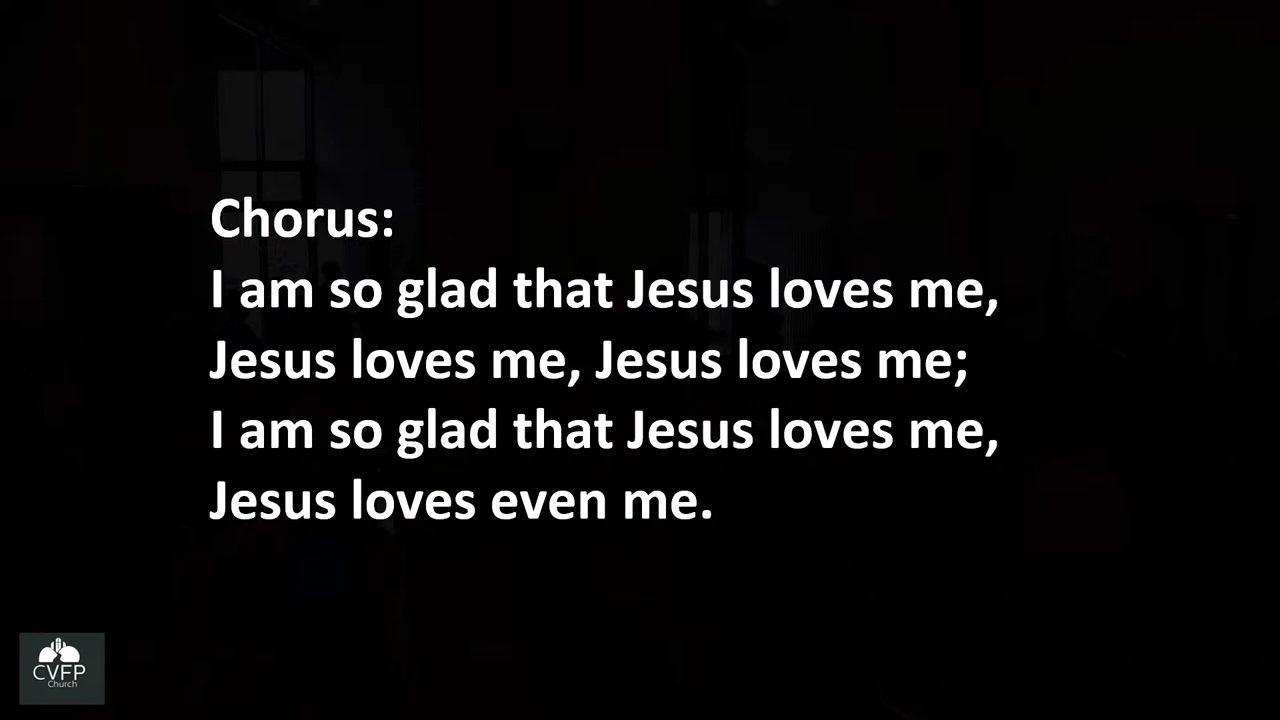 Chorus:
I am so glad that Jesus loves me,
Jesus loves me, Jesus loves me;
I am so glad that Jesus loves me,
Jesus loves even me.
CVFP
Church